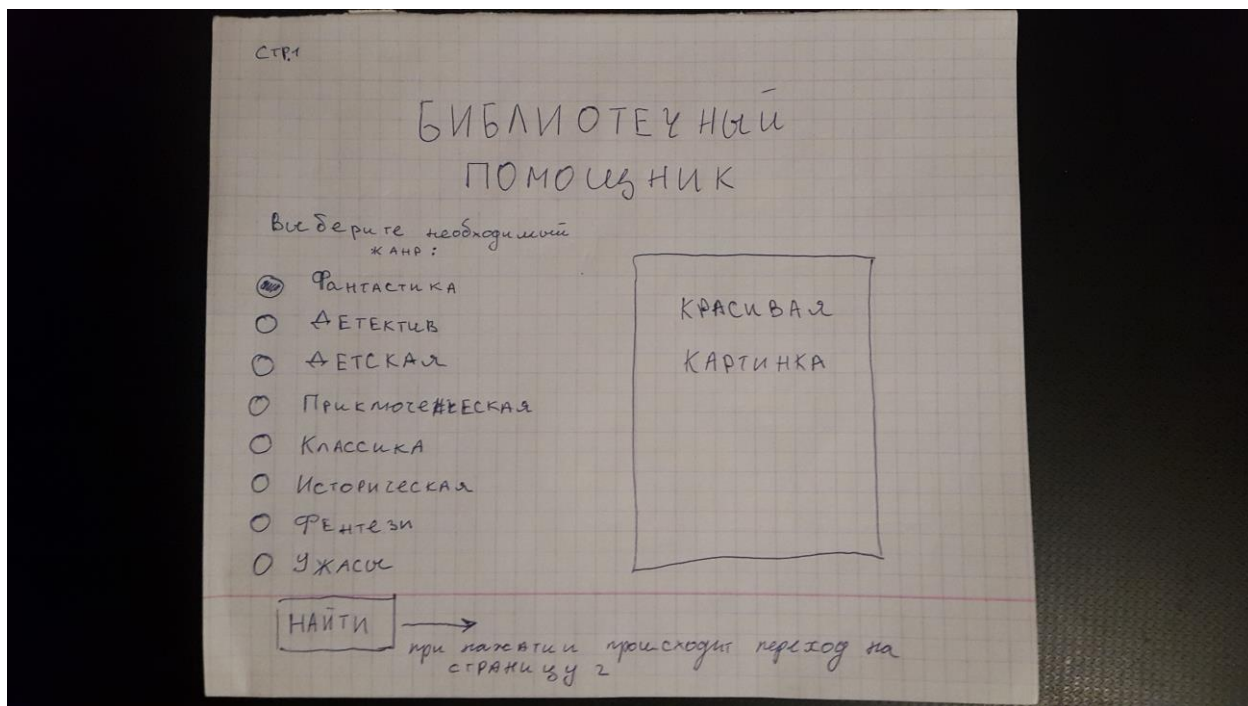 СТР.1
БИБЛИОТЕЧНЫЙ
ПОМОЩНИК
Выберите необходимый
ЖАНР:
Фантастика
Детектив
Детская
Приключенческая
Классика
Историческая
Фентези
Ужасы
НАЙТИ
при нажатии происходит переход на
страницу 2
КРАСИВАЯ
КАРТИНКА